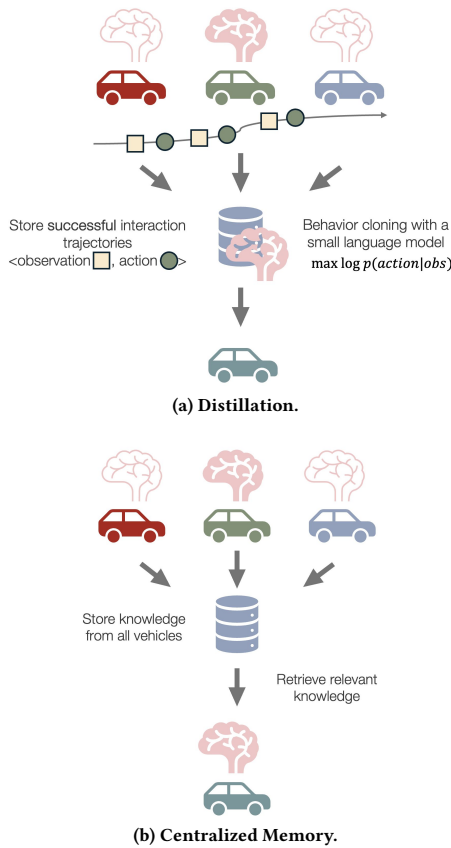 Store successful interaction
trajectories
<observation , action >
Behavior cloning with a
small language model
max log p(action|obs)
(a) Distillation.
Store knowledge
from all vehicles
Retrieve relevant
knowledge
(b) Centralized Memory.